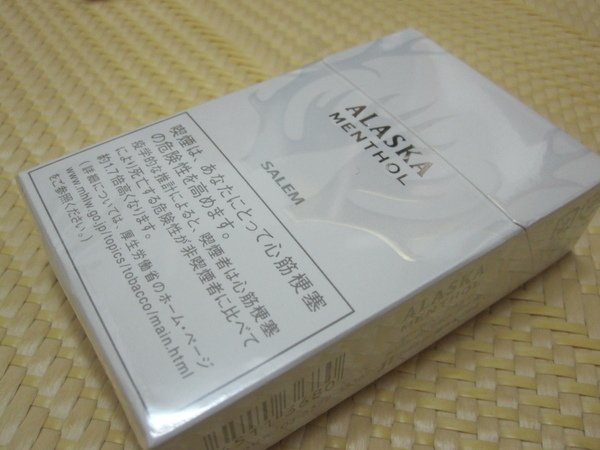 ALASKA
MENTHOL
SALEM
喫煙は、あなたにとって心筋梗塞
の危険性を高めます。
疫学的な推計によると、喫煙者は心筋梗塞
により死亡する危険性が非喫煙者に比べて
約1.7倍高くなります。
(詳細については、厚生労働省のホーム・ページ
www.mhlw.go.jp/topics/tobacco/main.html
をご参照ください。)
ALASKA
MENTHOL